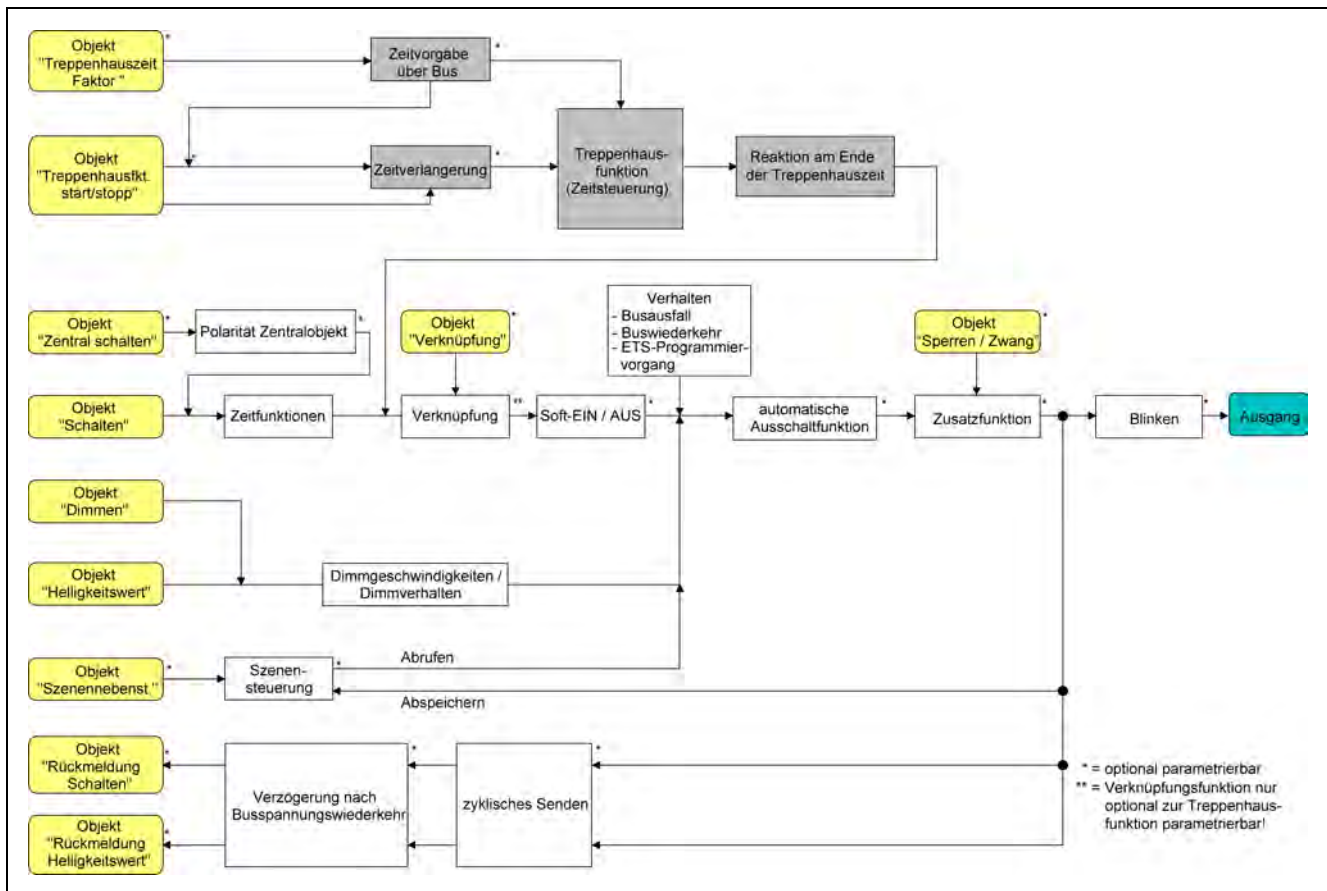 Objekt
"Treppenhauszeit
Faktor "
*
Zeitvorgabe
über Bus
*
Objekt
"Treppenhausfkt.
start/stopp"
*
Zeitverlängerung
*
Treppenhaus-
funktion
(Zeitsteuerung)
Reaktion am Ende
der Treppenhauszeit
Objekt
"Zentral schalten"
*
Polarität Zentralobjekt
*
Objekt
"Verknüpfung"
*
Verhalten
- Busausfall
- Buswiederkehr
- ETS-Programmier-
vorgang
Objekt
"Sperren / Zwang"
*
Objekt
"Schalten"
Zeitfunktionen
Verknüpfung
**
Soft-EIN / AUS
*
automatische
Ausschaltfunktion
*
Zusatzfunktion
*
Blinken
*
Ausgang
Objekt
"Dimmen"
Objekt
"Helligkeitswert"
Dimmgeschwindigkeiten /
Dimmverhalten
Objekt
"Szenennebenst."
*
Szenen-
steuerung
*
Abrufen
Abspeichern
Objekt
"Rückmeldung
Schalten"
*
Verzögerung nach
Busspannungswiederkehr
*
*
zyklisches Senden
*
*
Objekt
"Rückmeldung
Helligkeitswert"
*
* = optional parametrierbar
** = Verknüpfungsfunktion nur
optional zur Treppenhaus-
funktion parametrierbar!